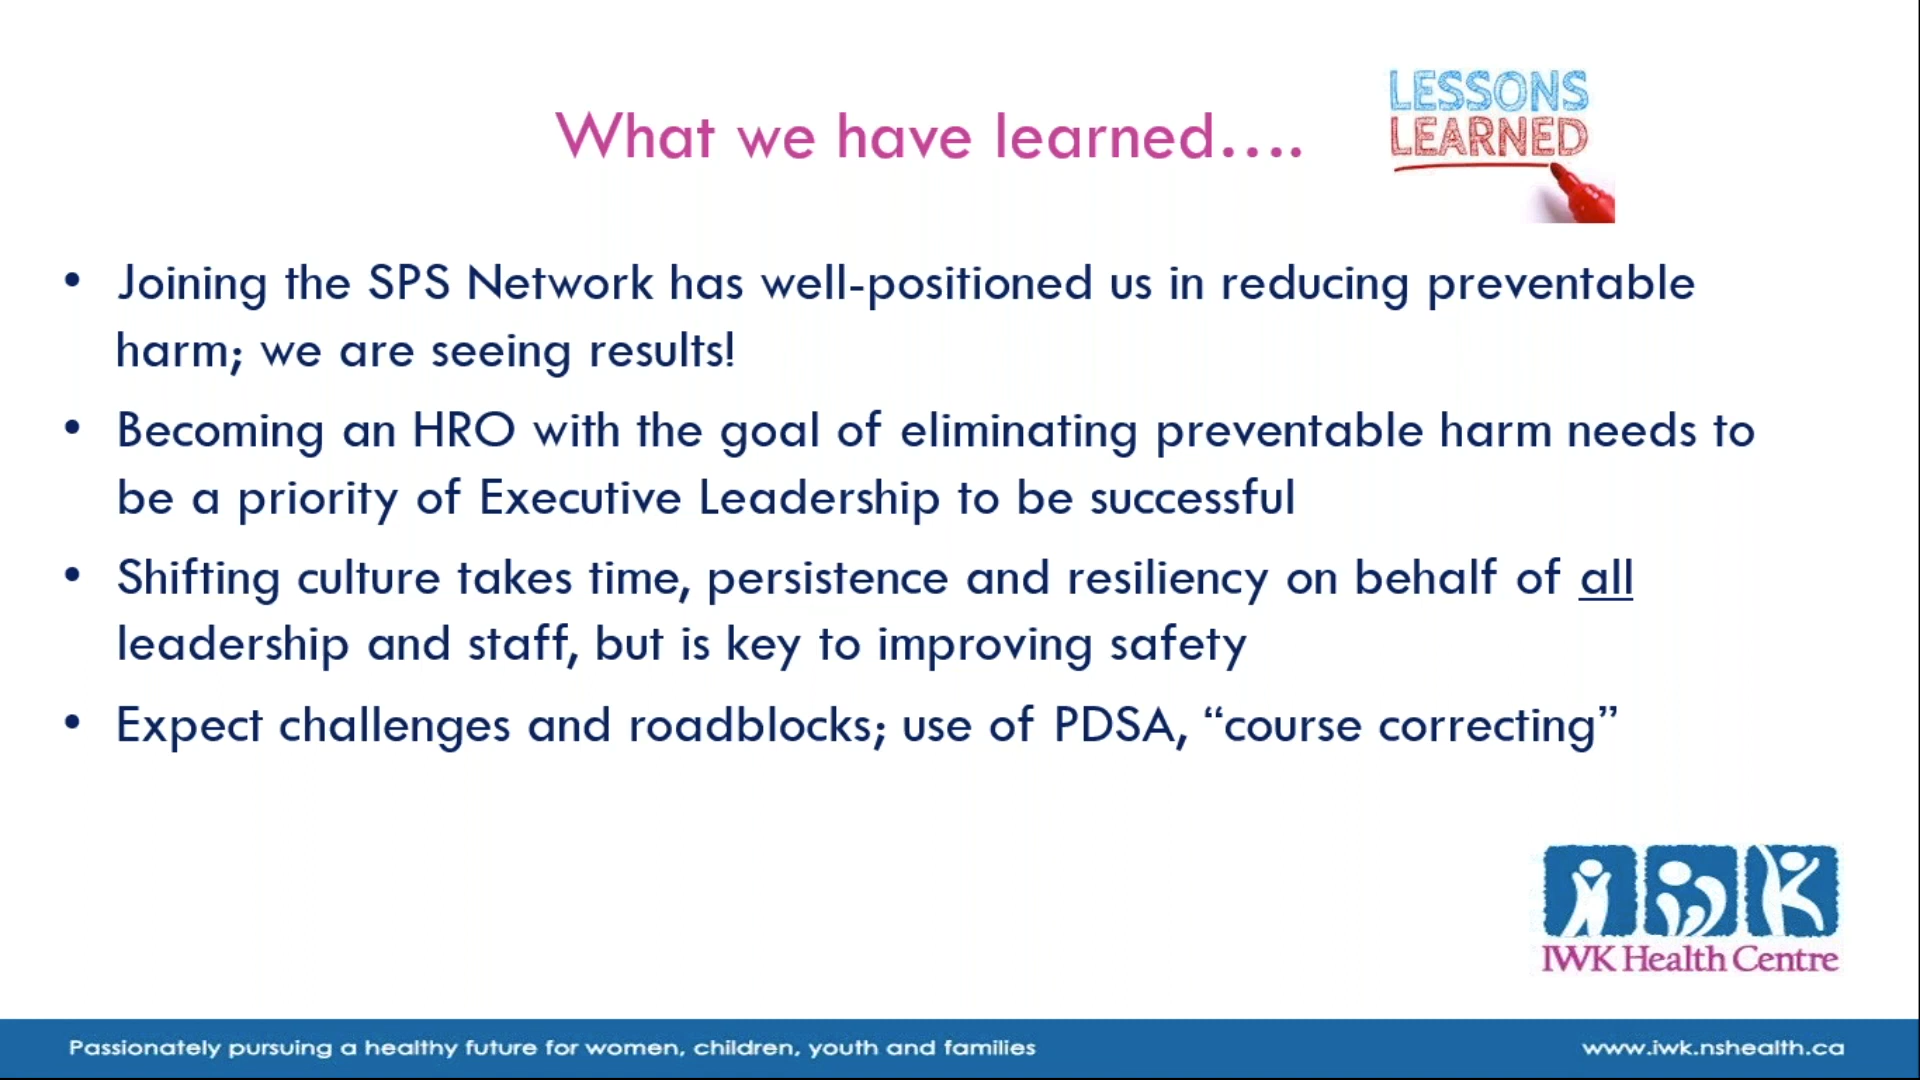 What we have learned....
LESSONS
LEARNED
• Joining the SPS Network has well-positioned us in reducing preventable
harm; we are seeing results!
• Becoming an HRO with the goal of eliminating preventable harm needs to
be a priority of Executive Leadership to be successful
• Shifting culture takes time, persistence and resiliency on behalf of all
leadership and staff, but is key to improving safety
• Expect challenges and roadblocks; use of PDSA, “course correcting”
iwk
IWK Health Centre
Passionately pursuing a healthy future for women, children, youth and families
www.iwk.nshealth.ca